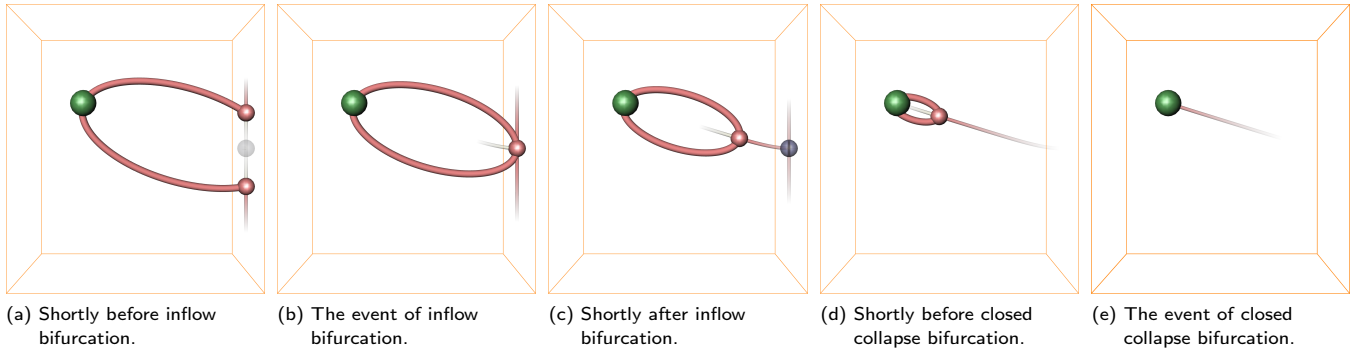 (a) Shortly before inflow
bifurcation.
(b) The event of inflow
bifurcation.
(c) Shortly after inflow
bifurcation.
(d) Shortly before closed
collapse bifurcation.
(e) The event of closed
collapse bifurcation.